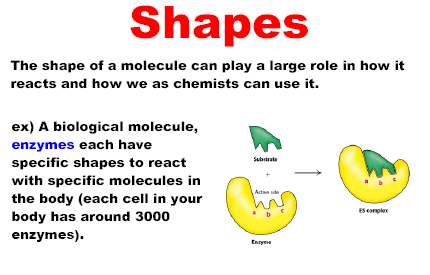 Shapes
The shape of a molecule can play a large role in how it
reacts and how we as chemists can use it.
ex) A biological molecule,
enzymes each have
specific shapes to react
with specific molecules in
the body (each cell in your
body has around 3000
enzymes).
Substrate
+
Active site
a b c
Enzyme
a b c
ES complex